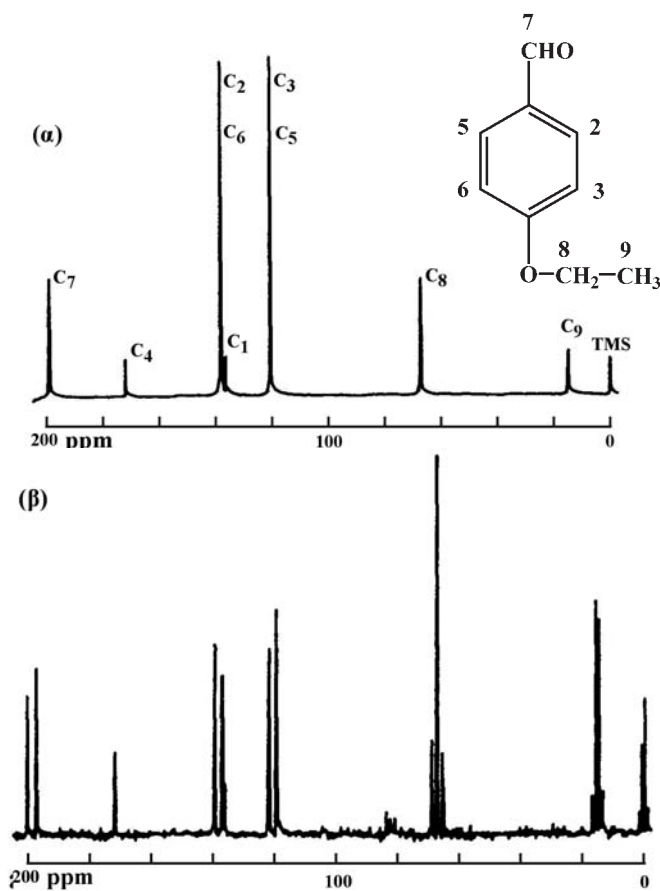 7
CHO
5
2
6
3
8
9
O–CH₂–CH₃
(α)
C₂
C₃
C₆
C₅
C₇
C₄
C₁
C₈
C₉
TMS
200 ppm
100
0
(β)
200 ppm
100
0